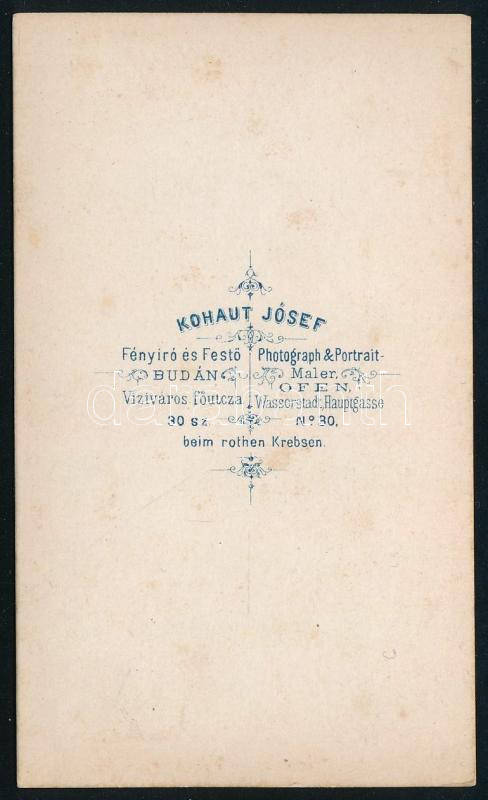 KOHAUT JÓSEF
Fényiró és Festö
BUDÁN
Viziváros főutcza
30 sz.
Photograph & Portrait-
Maler,
OFEN,
Wasserstadt, Hauptgasse
No 30,
beim rothen Krebsen.